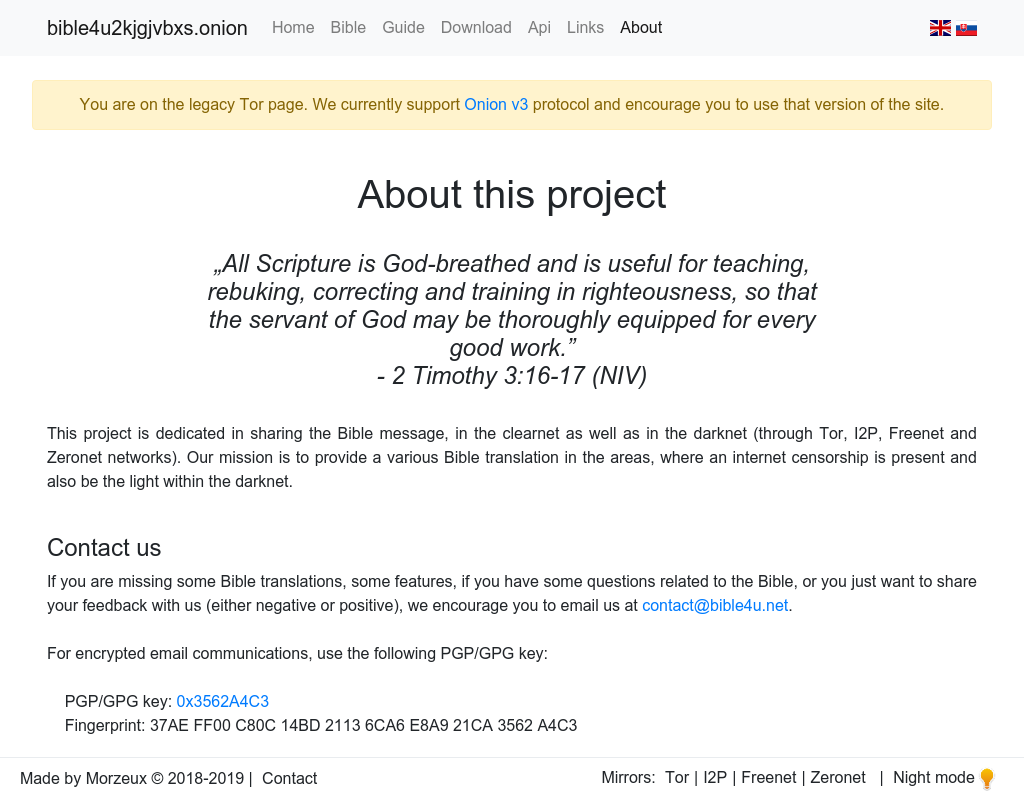 bible4u2kjgjvbxs.onion Home Bible Guide Download Api Links About
You are on the legacy Tor page. We currently support Onion v3 protocol and encourage you to use that version of the site.
About this project
„All Scripture is God-breathed and is useful for teaching,
rebuking, correcting and training in righteousness, so that
the servant of God may be thoroughly equipped for every
good work.”
- 2 Timothy 3:16-17 (NIV)
This project is dedicated in sharing the Bible message, in the clearnet as well as in the darknet (through Tor, I2P, Freenet and
Zeronet networks). Our mission is to provide a various Bible translation in the areas, where an internet censorship is present and
also be the light within the darknet.
Contact us
If you are missing some Bible translations, some features, if you have some questions related to the Bible, or you just want to share
your feedback with us (either negative or positive), we encourage you to email us at contact@bible4u.net.
For encrypted email communications, use the following PGP/GPG key:
PGP/GPG key: 0x3562A4C3
Fingerprint: 37AE FF00 C80C 14BD 2113 6CA6 E8A9 21CA 3562 A4C3
Made by Morzeux © 2018-2019 | Contact Mirrors: Tor | I2P | Freenet | Zeronet | Night mode